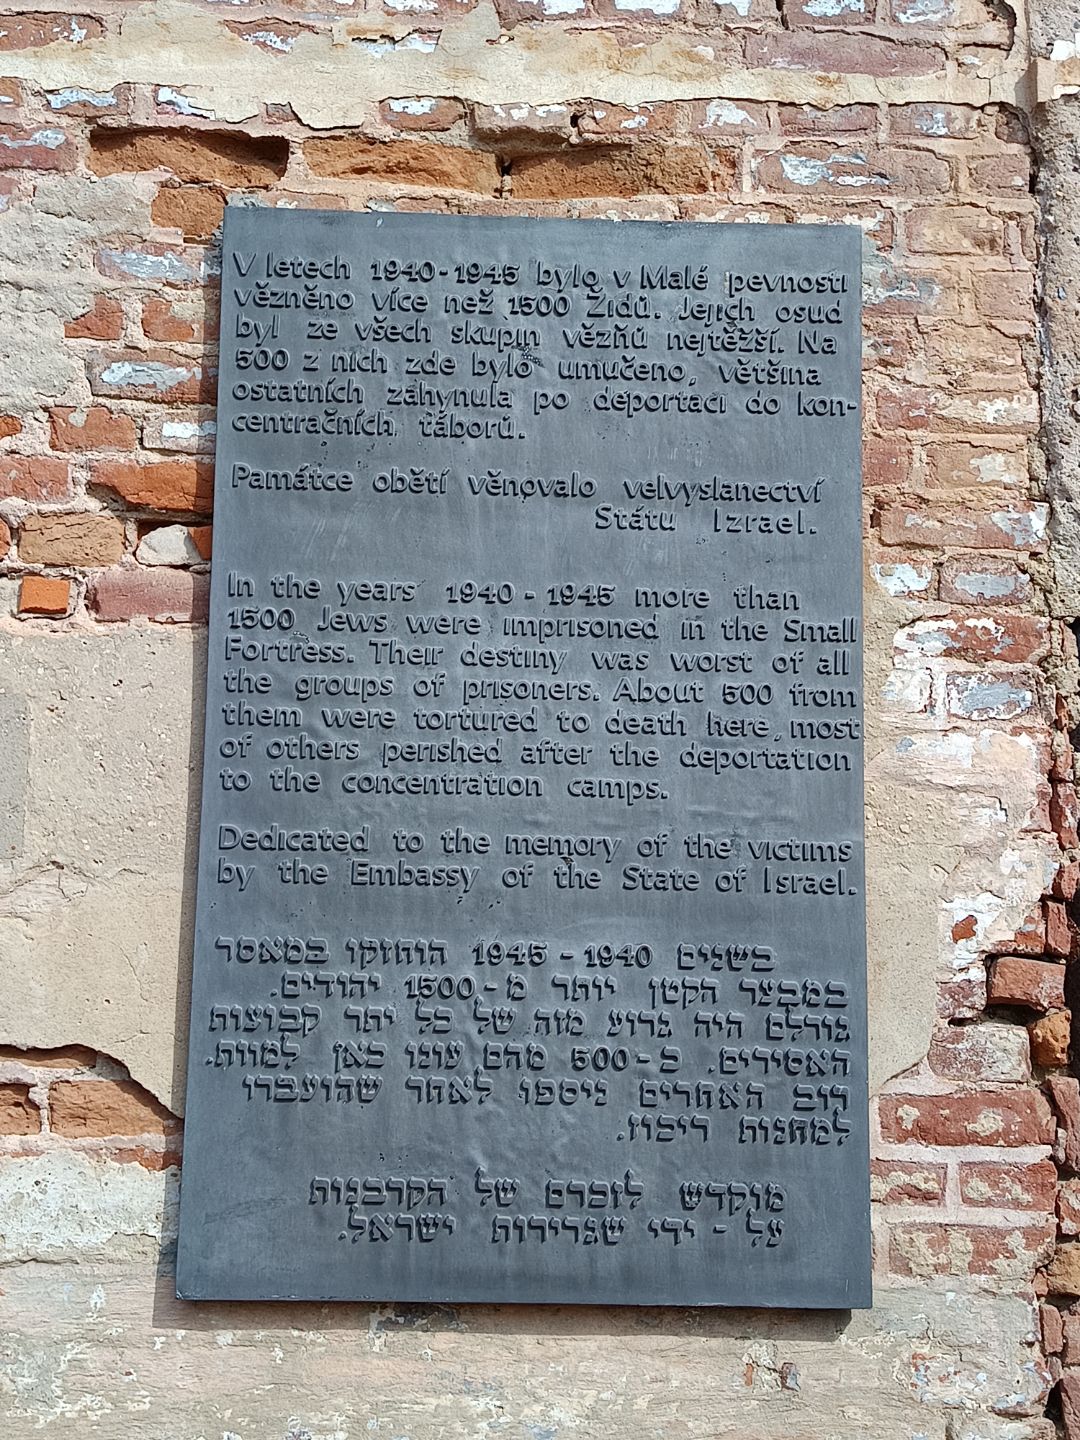 V letech 1940-1945 bylo v Malé pevnosti
vězněno více než 1500 Židů. Jejich osud
byl ze všech skupin vězňů nejtěžší. Na
500 z nich zde bylo umučeno, většina
ostatních zahynula po deportaci do kon-
centračních táborů.
Památce obětí věnovalo velvyslanectví
Státu Izrael.
In the years 1940 - 1945 more than
1500 Jews were imprisoned in the Small
Fortress. Their destiny was worst of all
the groups of prisoners. About 500 from
them were tortured to death here, most
of others perished after the deportation
to the concentration camps.
Dedicated to the memory of the victims
by the Embassy of the State of Israel.
בשנים 1940 - 1945 הוחזקו במאסר
במבצר הקטן יותר מ-1500 יהודים.
גורלם היה גרוע מזה של כל יתר קבוצות
האסירים. כ-500 מהם עונו כאן למוות.
רוב האחרים ניספו לאחר שהועברו
למחנות ריכוז.
מוקדש לזכרם של הקרבנות
על - ידי שגרירות ישראל.